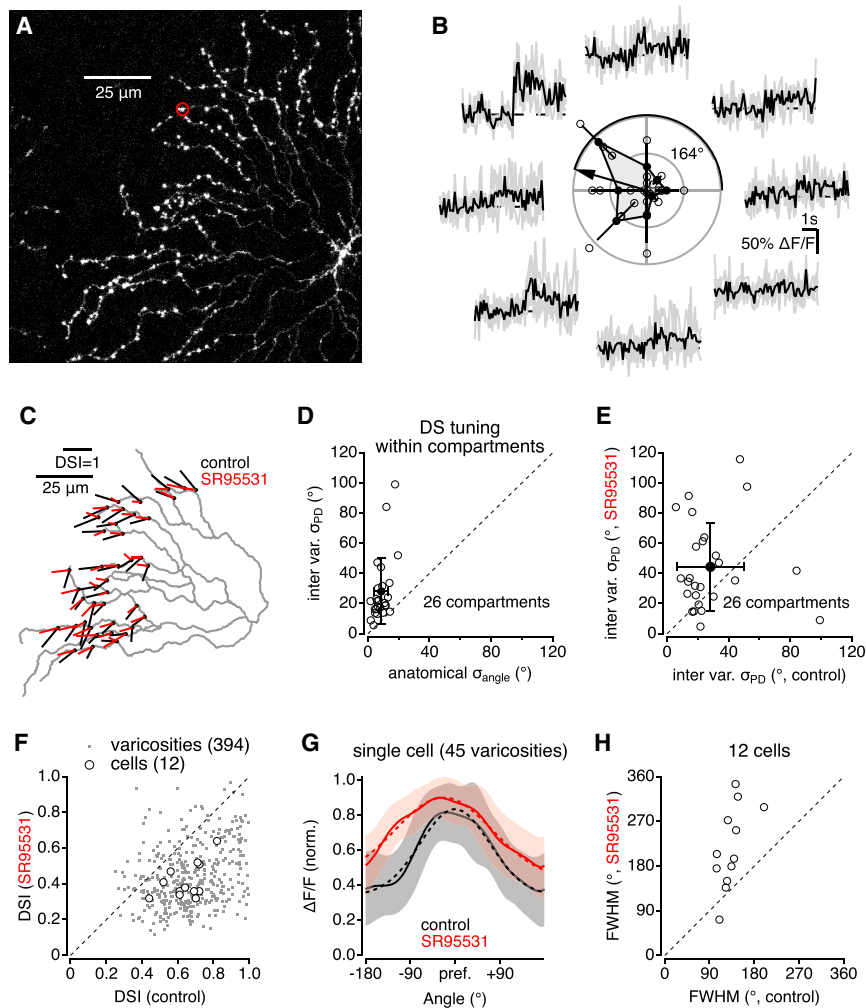 A
25 µm
B
164°
1s
50% ΔF/F
C
DSI=1
25 µm
control
SR95531
D
DS tuning
within compartments
120
100
80
60
40
20
0
inter var. σPD (°)
26 compartments
0 40 80 120
anatomical σangle (°)
E
120
100
80
60
40
20
0
inter var. σPD (°, SR95531)
26 compartments
0 40 80 120
inter var. σPD (°, control)
F
varicosities (394)
cells (12)
1.0
0.8
0.6
0.4
0.2
0.0
DSI (SR95531)
0 0.2 0.4 0.6 0.8 1.0
DSI (control)
G
single cell (45 varicosities)
1.0
0.8
0.6
0.4
0.2
0.0
ΔF/F (norm.)
control
SR95531
-180 -90 pref. +90
Angle (°)
H
12 cells
360
270
180
90
0
FWHM (°, SR95531)
0 90 180 270 360
FWHM (°, control)